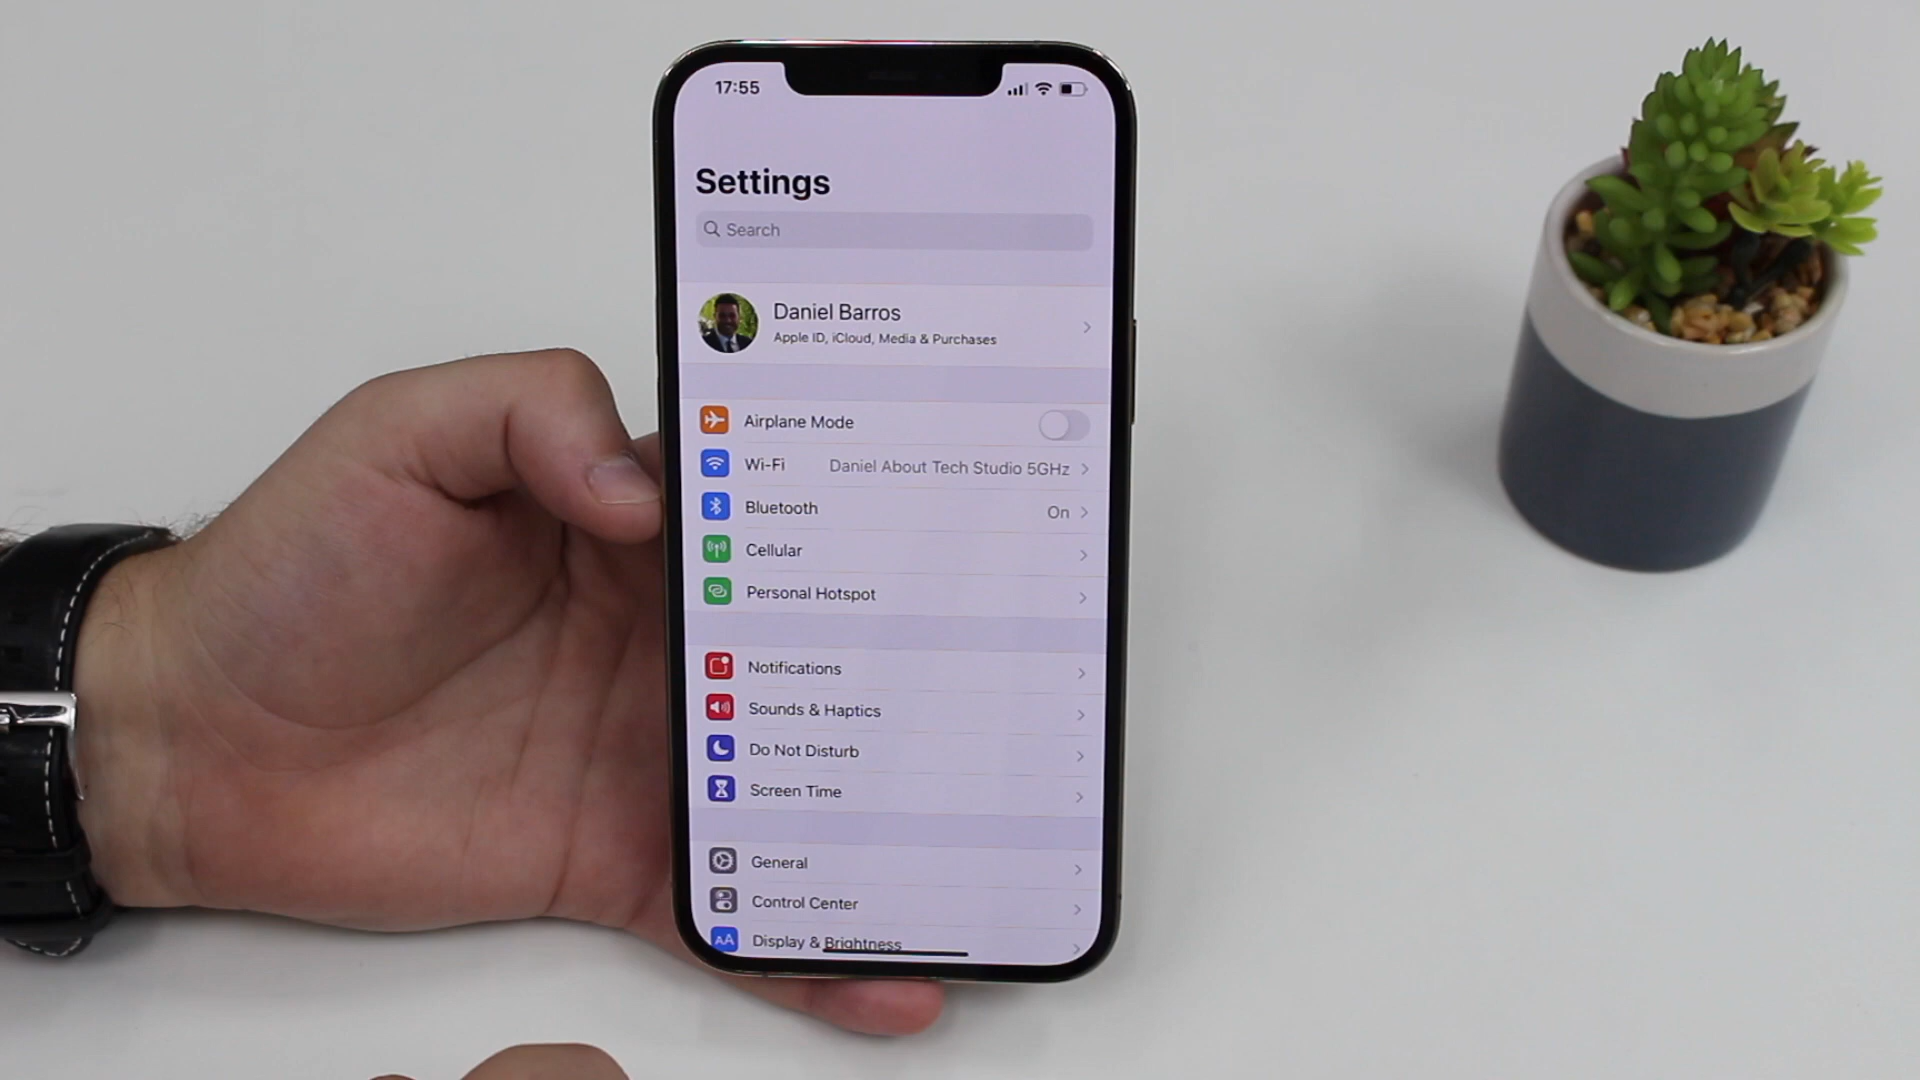 17:55
Settings
Search
Daniel Barros
Apple ID, iCloud, Media & Purchases
Airplane Mode
Wi-Fi Daniel About Tech Studio 5GHz
Bluetooth On
Cellular
Personal Hotspot
Notifications
Sounds & Haptics
Do Not Disturb
Screen Time
General
Control Center
AA Display & Brightness